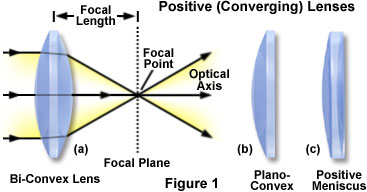 Positive (Converging) Lenses
Focal
Length
Focal
Point
Optical
Axis
(a)
(b)
(c)
Focal Plane
Bi-Convex Lens
Figure 1
Plano-
Convex
Positive
Meniscus